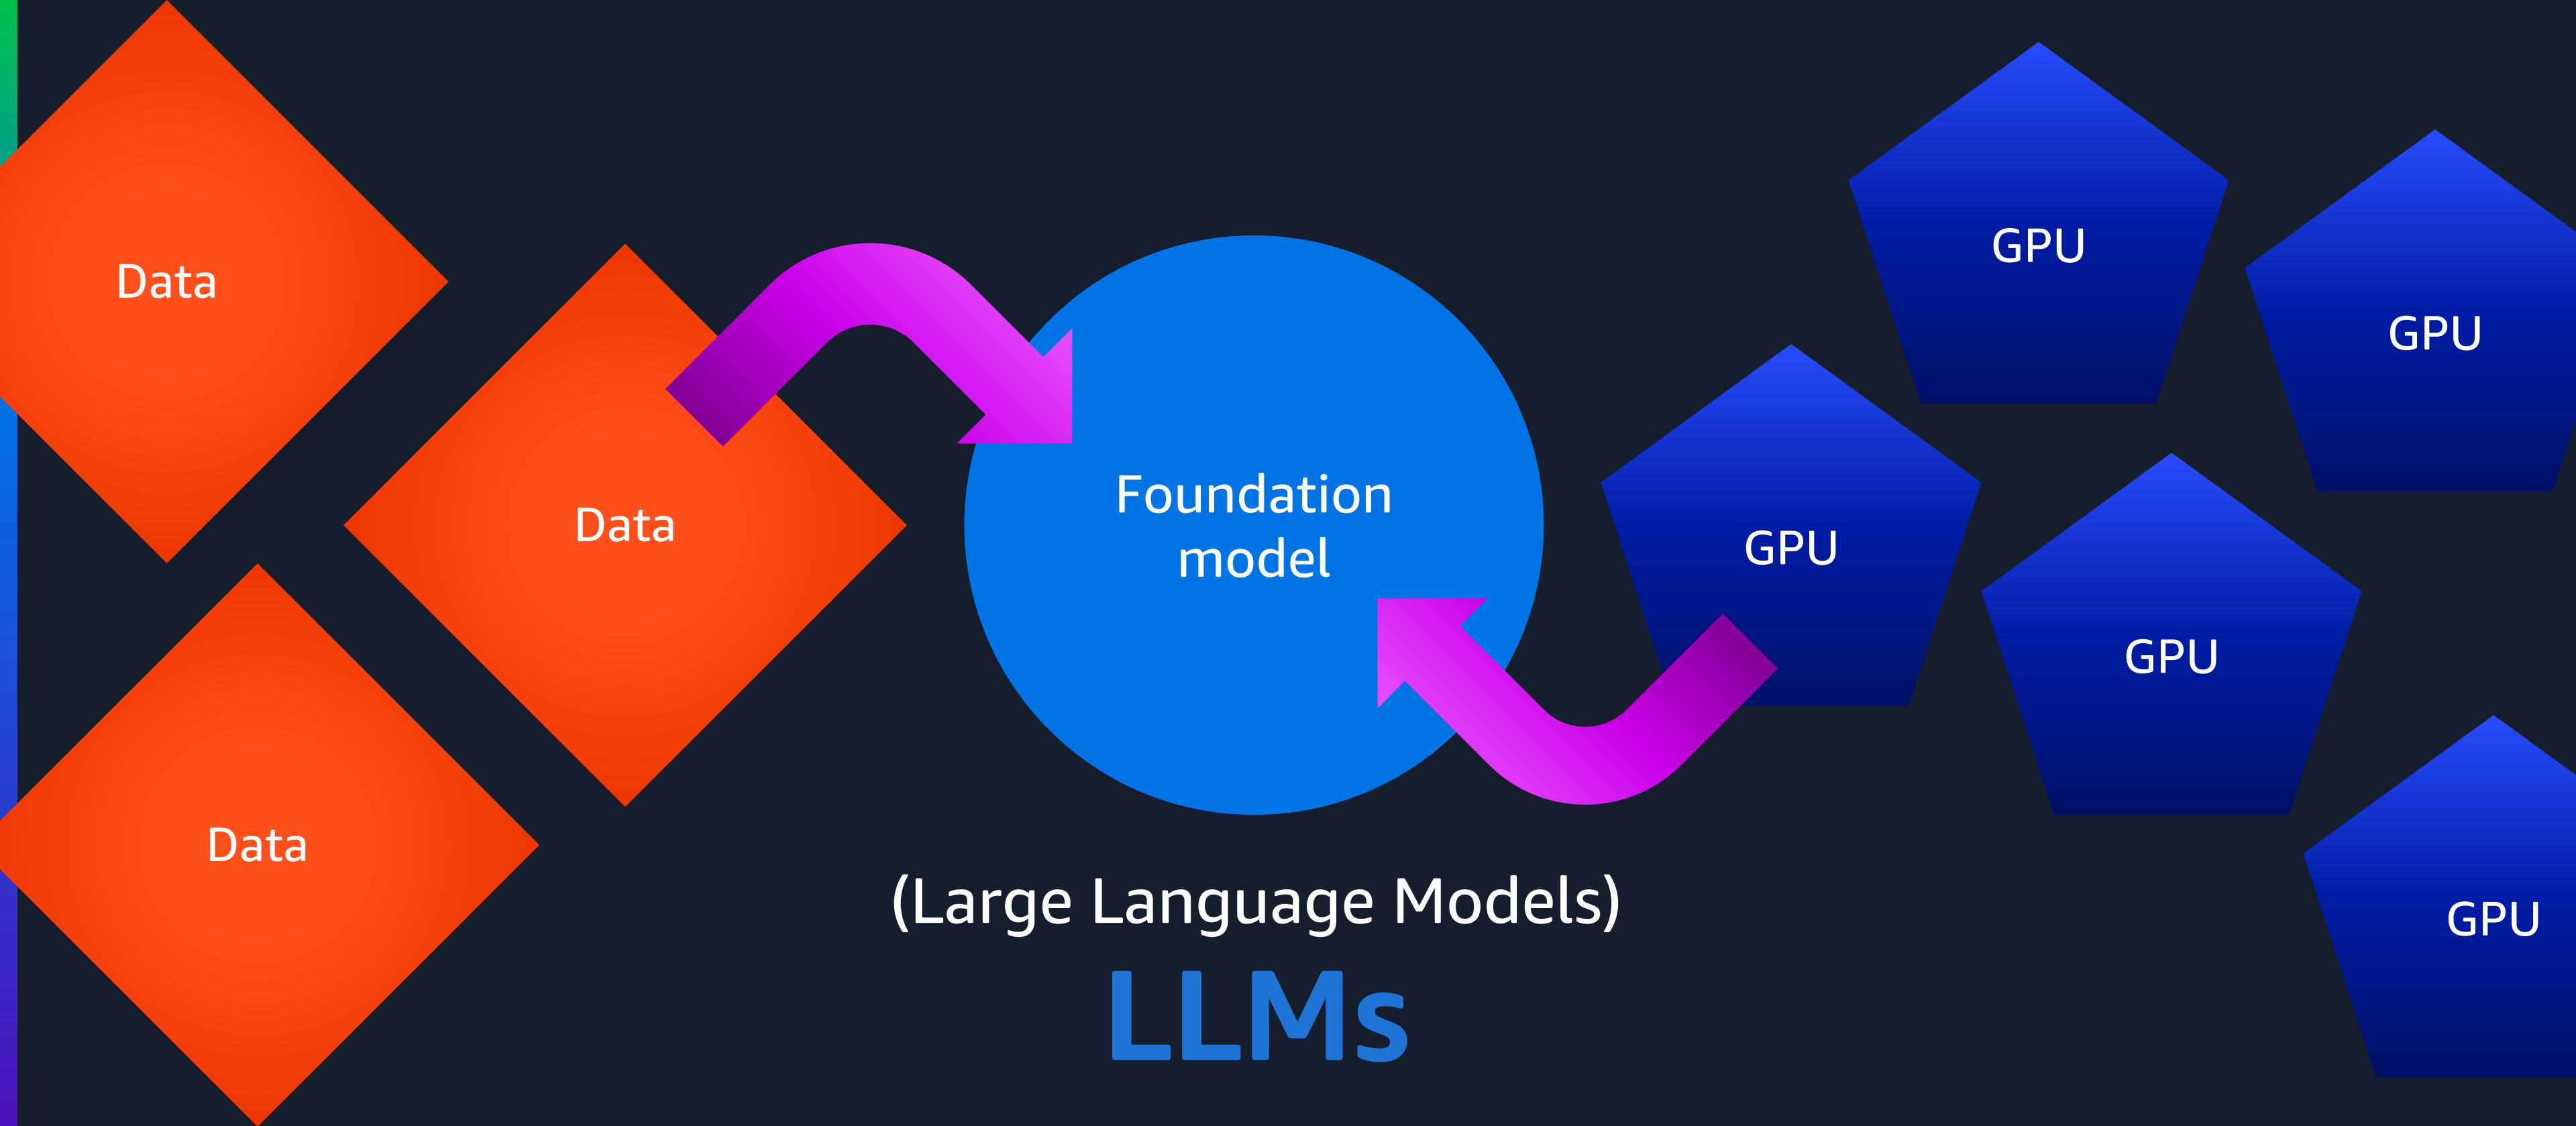 Data
Data
Data
Foundation
model
GPU
GPU
GPU
GPU
GPU
(Large Language Models)
LLMs